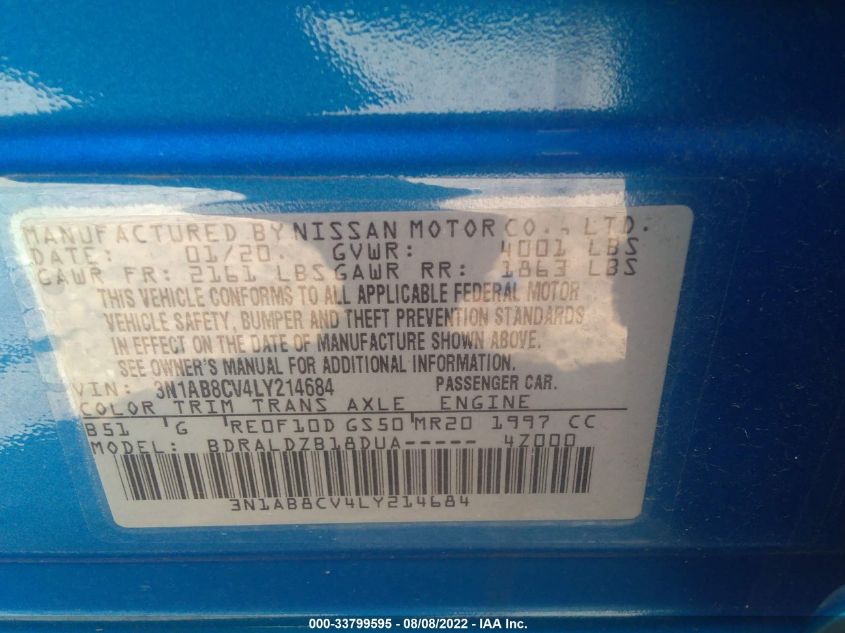 MANUFACTURED BY NISSAN MOTOR CO., LTD.
DATE: 01/20. GVWR: 4001 LBS
GAWR FR: 2161 LBS GAWR RR: 1863 LBS
THIS VEHICLE CONFORMS TO ALL APPLICABLE FEDERAL MOTOR
VEHICLE SAFETY, BUMPER AND THEFT PREVENTION STANDARDS
IN EFFECT ON THE DATE OF MANUFACTURE SHOWN ABOVE.
SEE OWNER'S MANUAL FOR ADDITIONAL INFORMATION.
VIN: 3N1AB8CV4LY214684 PASSENGER CAR.
COLOR TRIM TRANS AXLE ENGINE
B51 G RE0F10D GS50 MR20 1997 CC
MODEL: BDRALDZB18DUA----- 4Z000
3N1AB8CV4LY214684
000-33799595 - 08/08/2022 - IAA Inc.